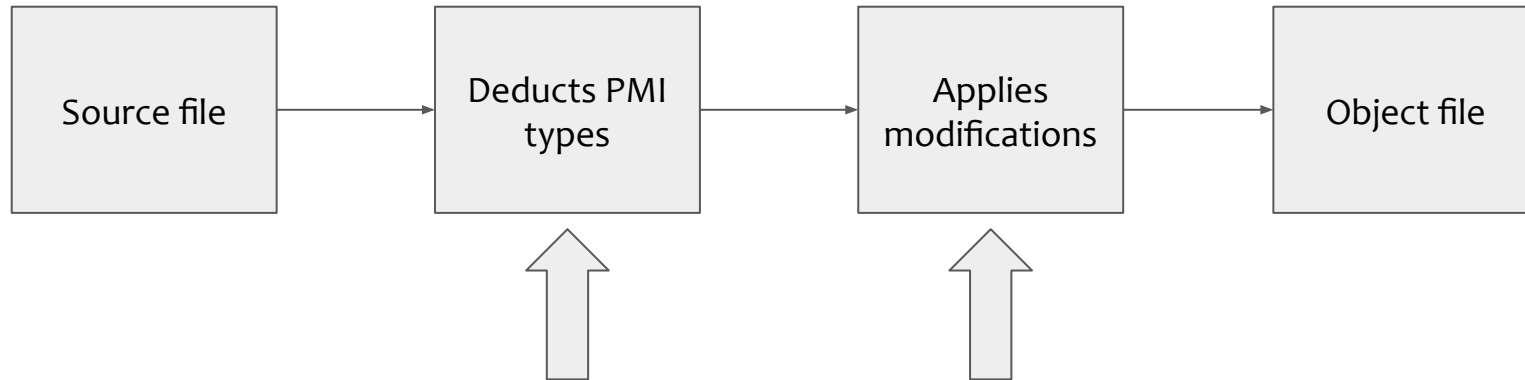 Source file
Deducts PMI
types
Applies
modifications
Object file